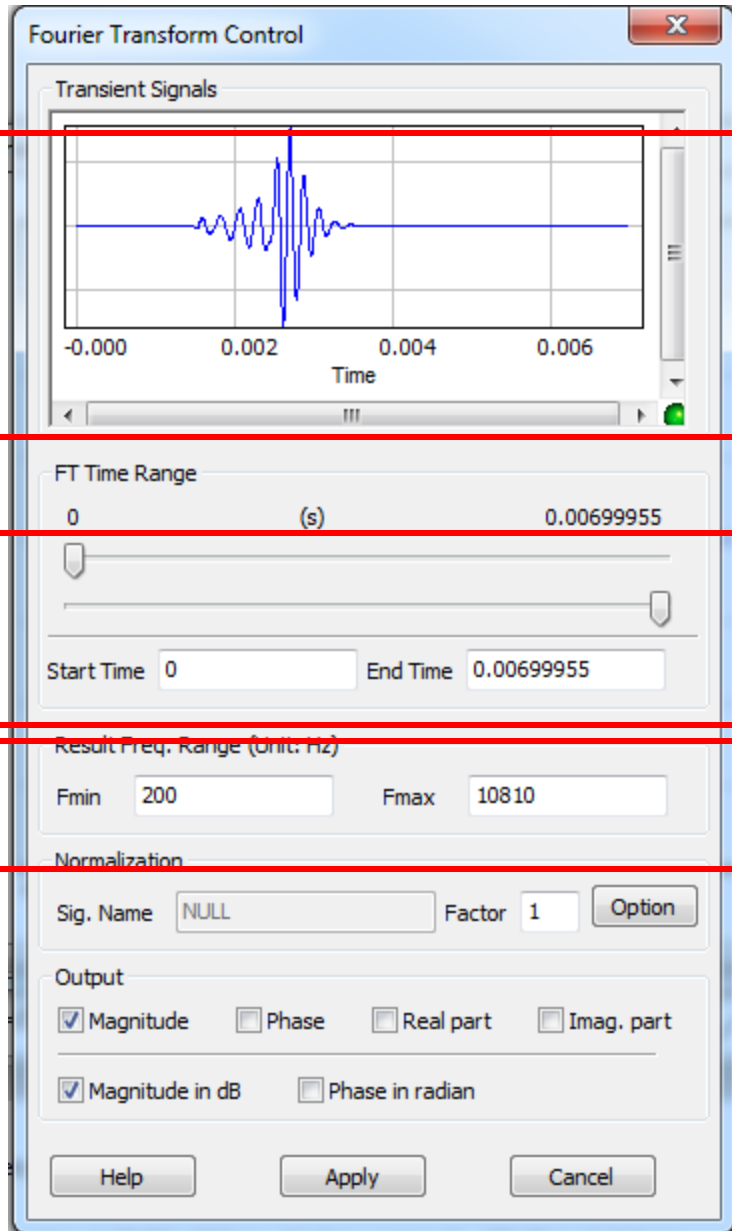 Fourier Transform Control
Transient Signals
-0.000 0.002 0.004 0.006
Time
FT Time Range
0 (s) 0.00699955
Start Time 0 End Time 0.00699955
Result Freq. Range (Unit: Hz)
Fmin 200 Fmax 10810
Normalization
Sig. Name NULL Factor 1 Option
Output
Magnitude Phase Real part Imag. part
Magnitude in dB Phase in radian
Help Apply Cancel